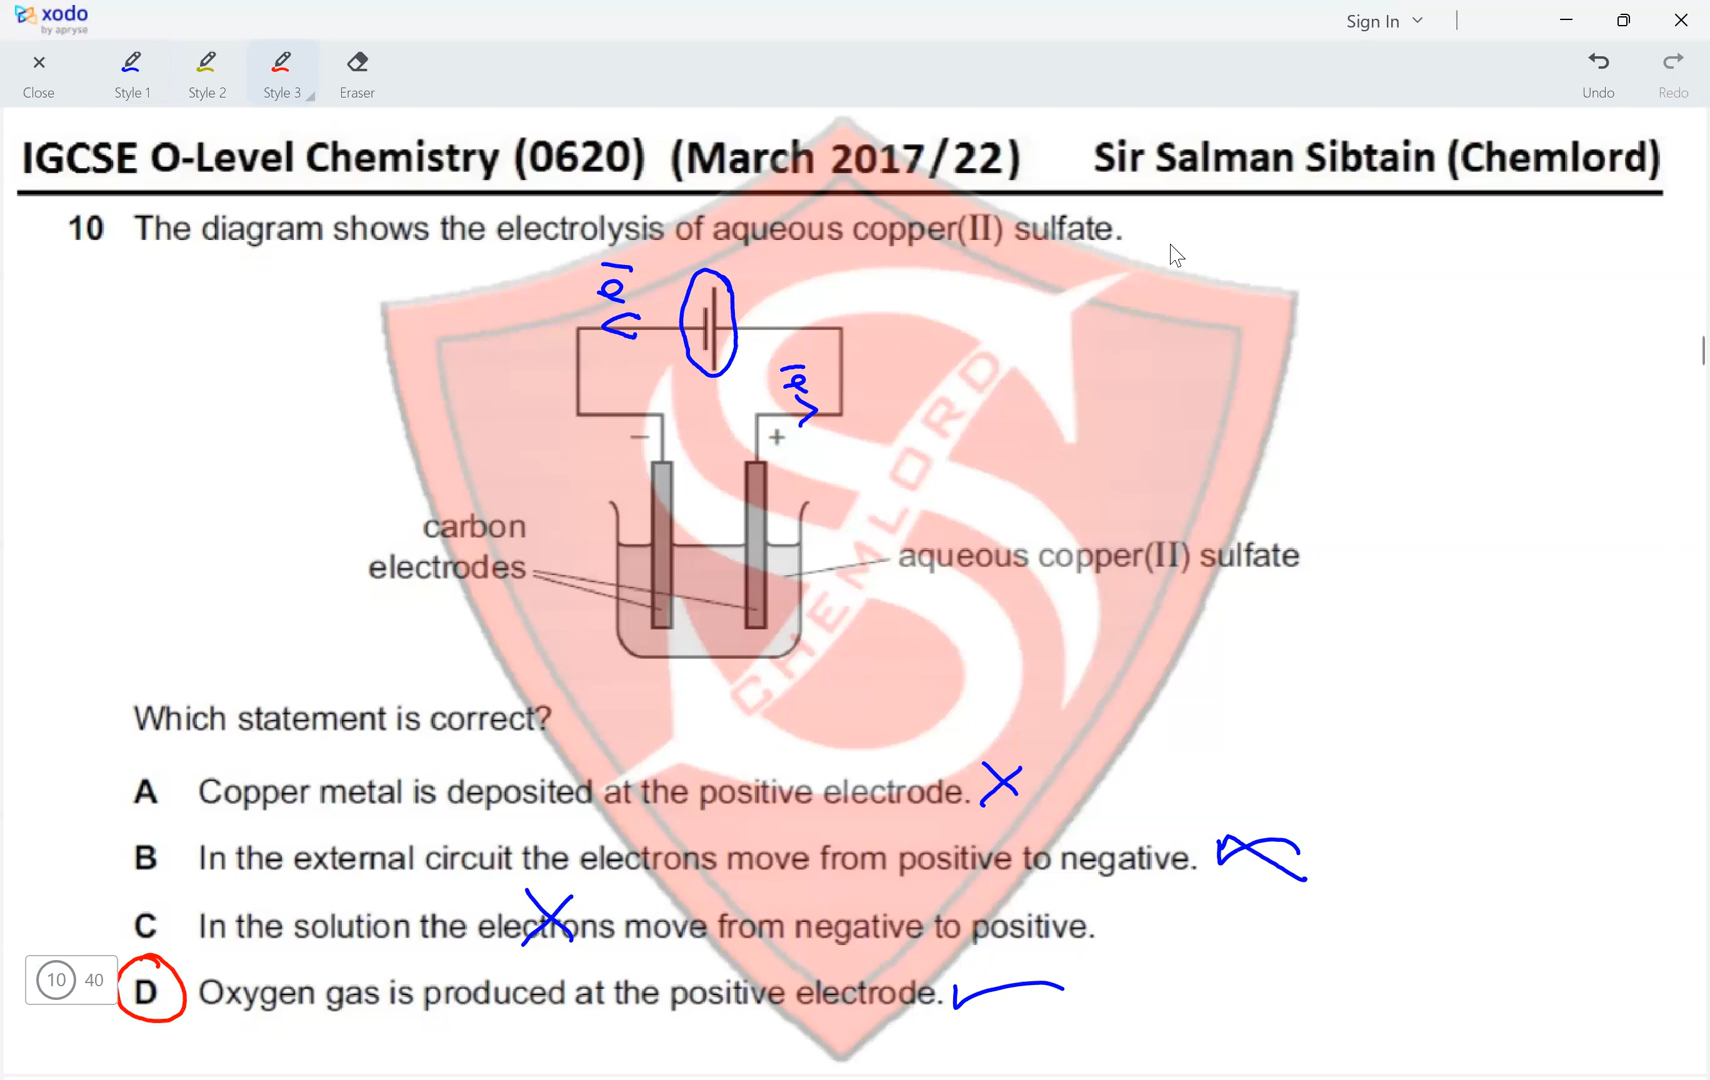 xodo
by apryse
Sign In
Close
Style 1
Style 2
Style 3
Eraser
Undo
Redo
IGCSE O-Level Chemistry (0620) (March 2017/22) Sir Salman Sibtain (Chemlord)
10 The diagram shows the electrolysis of aqueous copper(II) sulfate.
e
e
– +
carbon
electrodes
aqueous copper(II) sulfate
CHEMLORD
Which statement is correct?
A Copper metal is deposited at the positive electrode.
B In the external circuit the electrons move from positive to negative.
C In the solution the electrons move from negative to positive.
D Oxygen gas is produced at the positive electrode.
10 40